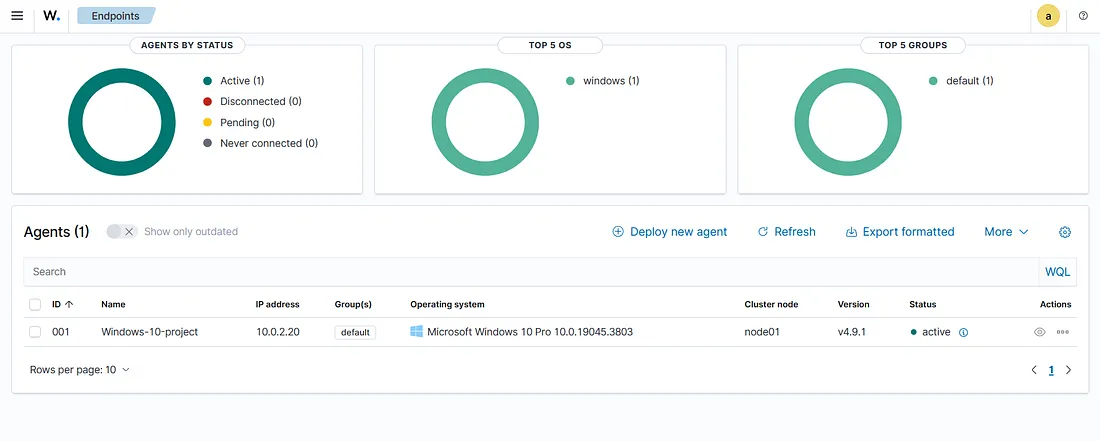 W. Endpoints a
AGENTS BY STATUS
Active (1)
Disconnected (0)
Pending (0)
Never connected (0)
TOP 5 OS
windows (1)
TOP 5 GROUPS
default (1)
Agents (1) Show only outdated Deploy new agent Refresh Export formatted More
Search WQL
ID Name IP address Group(s) Operating system Cluster node Version Status Actions
001 Windows-10-project 10.0.2.20 default Microsoft Windows 10 Pro 10.0.19045.3803 node01 v4.9.1 active
Rows per page: 10 1